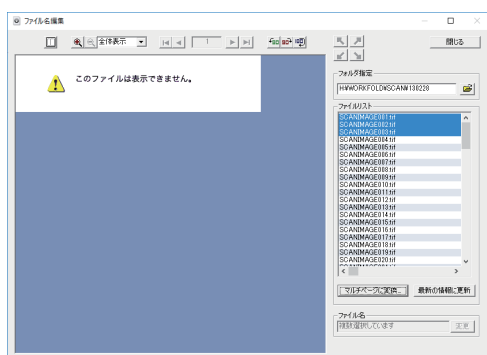 ファイル名編集
全体表示
1
閉じる
このファイルは表示できません。
フォルダ指定
H:¥WORKFOLD¥SCAN¥130228
ファイルリスト
SCANIMAGE001.tif
SCANIMAGE002.tif
SCANIMAGE003.tif
SCANIMAGE004.tif
SCANIMAGE005.tif
SCANIMAGE006.tif
SCANIMAGE007.tif
SCANIMAGE008.tif
SCANIMAGE009.tif
SCANIMAGE010.tif
SCANIMAGE011.tif
SCANIMAGE012.tif
SCANIMAGE013.tif
SCANIMAGE014.tif
SCANIMAGE015.tif
SCANIMAGE016.tif
SCANIMAGE017.tif
SCANIMAGE018.tif
SCANIMAGE019.tif
SCANIMAGE020.tif
マルチページに変換...
最新の情報に更新
ファイル名
複数選択しています
変更